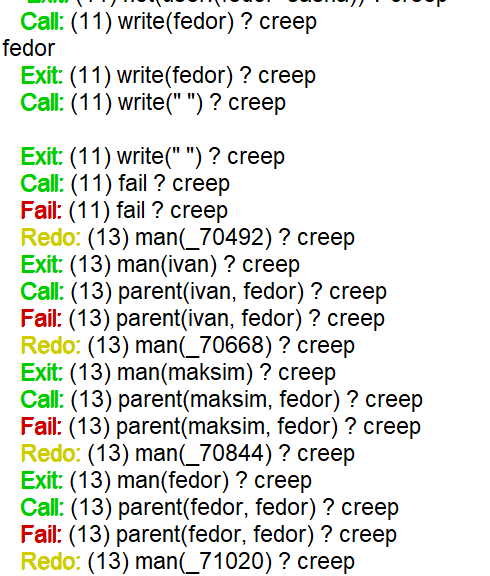 Call: (11) write(fedor) ? creep
fedor
Exit: (11) write(fedor) ? creep
Call: (11) write(" ") ? creep
Exit: (11) write(" ") ? creep
Call: (11) fail ? creep
Fail: (11) fail ? creep
Redo: (13) man(_70492) ? creep
Exit: (13) man(ivan) ? creep
Call: (13) parent(ivan, fedor) ? creep
Fail: (13) parent(ivan, fedor) ? creep
Redo: (13) man(_70668) ? creep
Exit: (13) man(maksim) ? creep
Call: (13) parent(maksim, fedor) ? creep
Fail: (13) parent(maksim, fedor) ? creep
Redo: (13) man(_70844) ? creep
Exit: (13) man(fedor) ? creep
Call: (13) parent(fedor, fedor) ? creep
Fail: (13) parent(fedor, fedor) ? creep
Redo: (13) man(_71020) ? creep